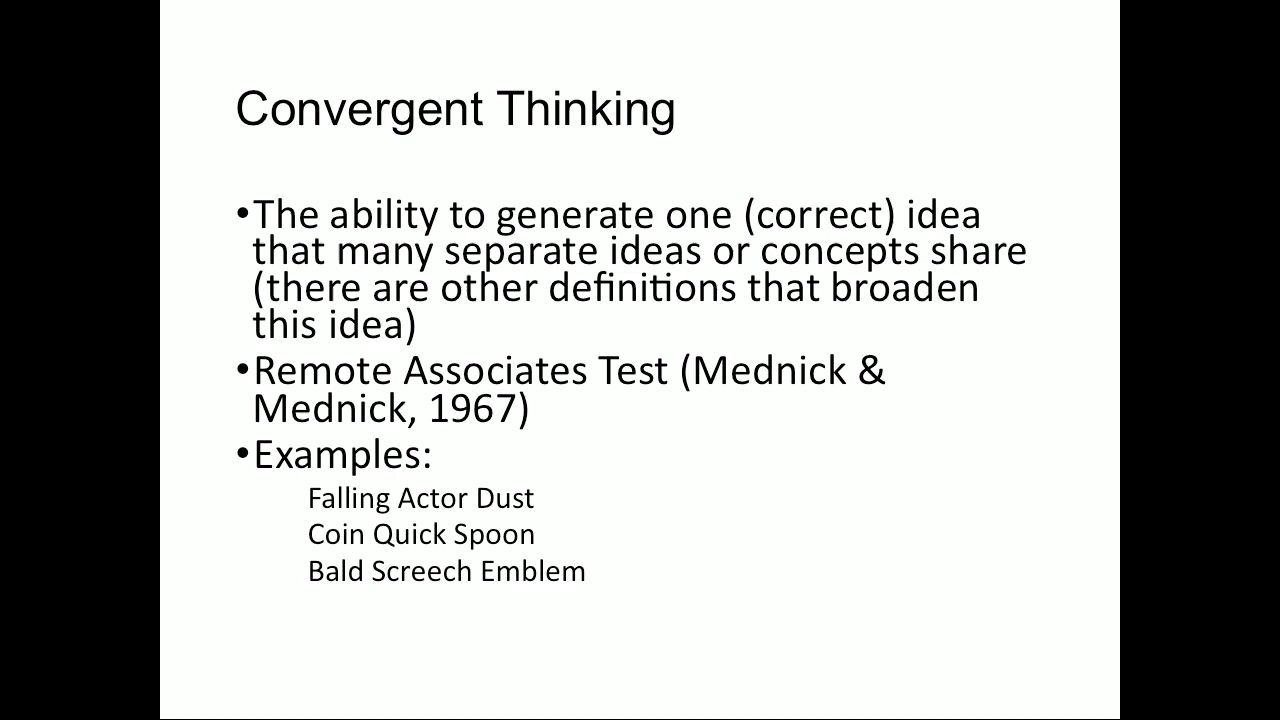 Convergent Thinking
•The ability to generate one (correct) idea
that many separate ideas or concepts share
(there are other definitions that broaden
this idea)
•Remote Associates Test (Mednick &
Mednick, 1967)
•Examples:
Falling Actor Dust
Coin Quick Spoon
Bald Screech Emblem